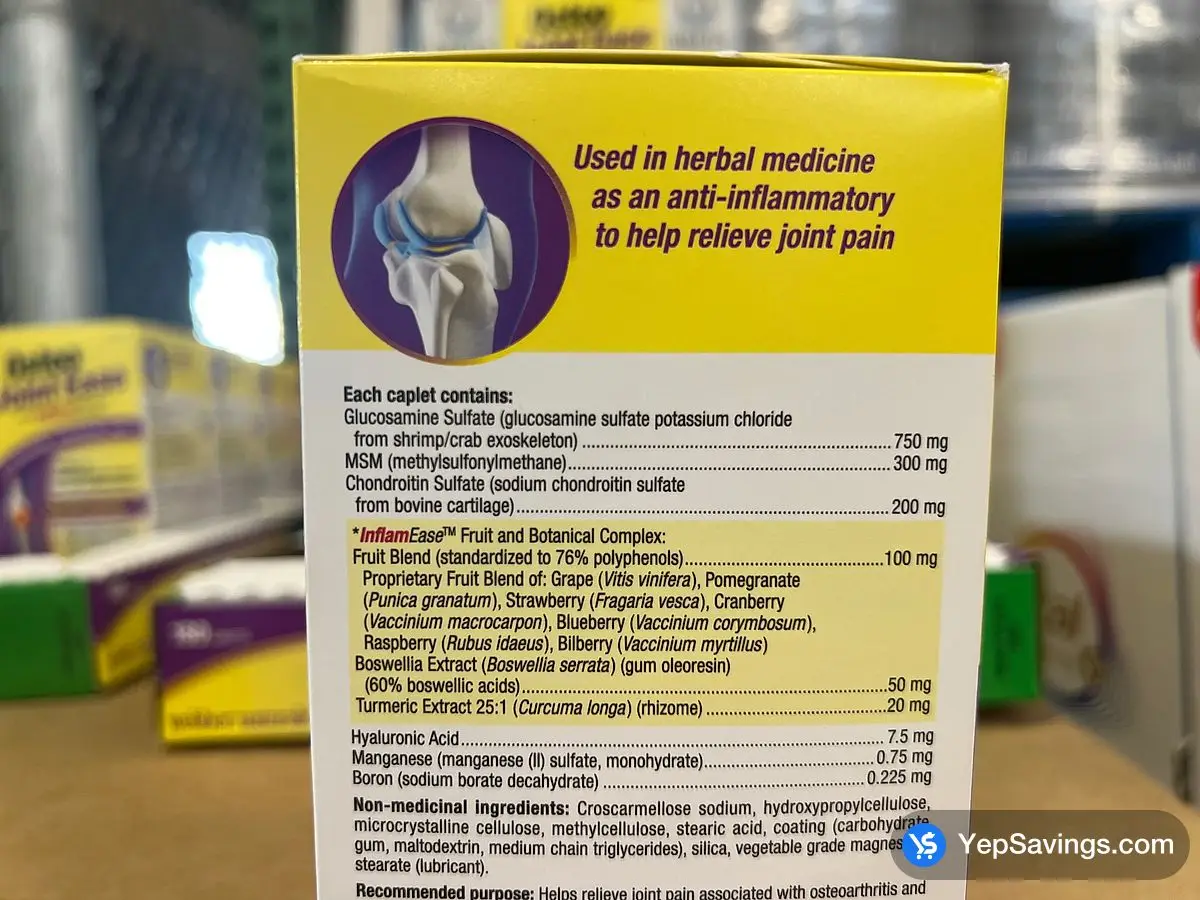 Used in herbal medicine
as an anti-inflammatory
to help relieve joint pain
Each caplet contains:
Glucosamine Sulfate (glucosamine sulfate potassium chloride
from shrimp/crab exoskeleton) ..........750 mg
MSM (methylsulfonylmethane)..........300 mg
Chondroitin Sulfate (sodium chondroitin sulfate
from bovine cartilage)..........200 mg
*InflamEase™ Fruit and Botanical Complex:
Fruit Blend (standardized to 76% polyphenols)..........100 mg
Proprietary Fruit Blend of: Grape (Vitis vinifera), Pomegranate
(Punica granatum), Strawberry (Fragaria vesca), Cranberry
(Vaccinium macrocarpon), Blueberry (Vaccinium corymbosum),
Raspberry (Rubus idaeus), Bilberry (Vaccinium myrtillus)
Boswellia Extract (Boswellia serrata) (gum oleoresin)
(60% boswellic acids)..........50 mg
Turmeric Extract 25:1 (Curcuma longa) (rhizome) ..........20 mg
Hyaluronic Acid..........7.5 mg
Manganese (manganese (II) sulfate, monohydrate)..........0.75 mg
Boron (sodium borate decahydrate) ..........0.225 mg
Non-medicinal ingredients: Croscarmellose sodium, hydroxypropylcellulose,
microcrystalline cellulose, methylcellulose, stearic acid, coating (carbohydrate
gum, maltodextrin, medium chain triglycerides), silica, vegetable grade
stearate (lubricant).
Recommended purpose: Helps relieve joint pain associated with osteoarthritis and
Joint Ease
180
YepSavings.com